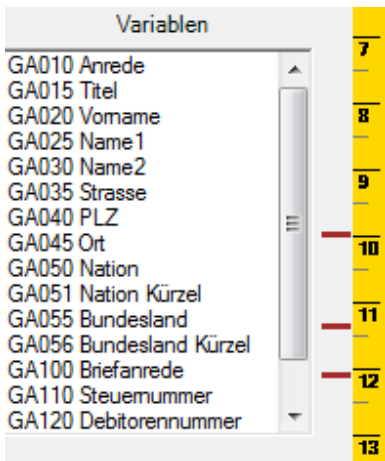 Variablen
GA010 Anrede
GA015 Titel
GA020 Vorname
GA025 Name1
GA030 Name2
GA035 Strasse
GA040 PLZ
GA045 Ort
GA050 Nation
GA051 Nation Kürzel
GA055 Bundesland
GA056 Bundesland Kürzel
GA100 Briefanrede
GA110 Steuernummer
GA120 Debitorennummer
7
8
9
10
11
12
13